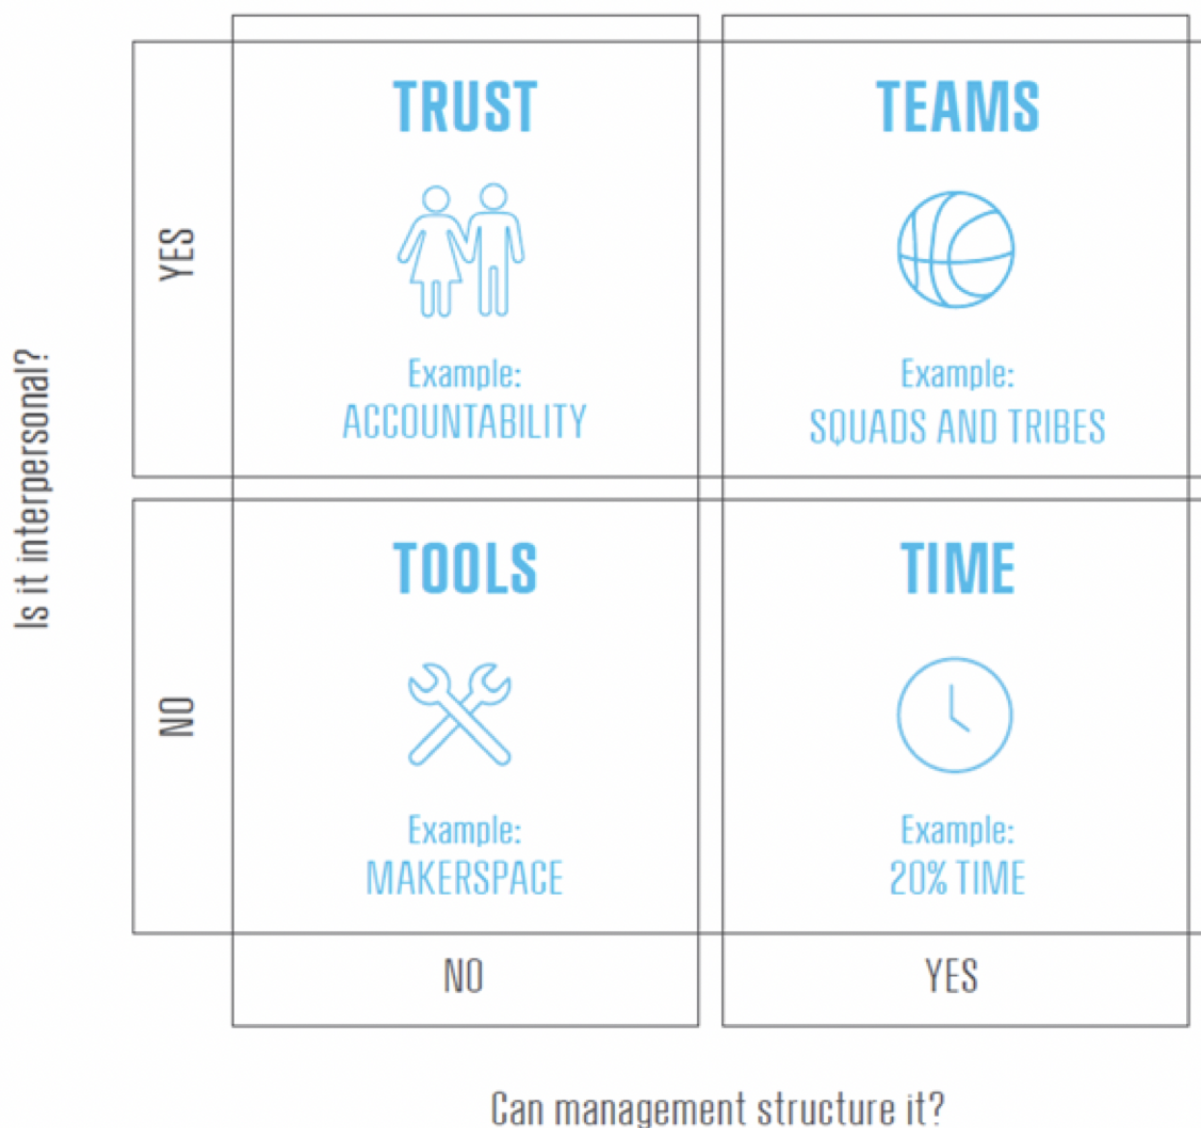 TRUST
TEAMS
YES
Example:
ACCOUNTABILITY
Example:
SQUADS AND TRIBES
Is it interpersonal?
TOOLS
TIME
NO
Example:
MAKERSPACE
Example:
20% TIME
NO
YES
Can management structure it?